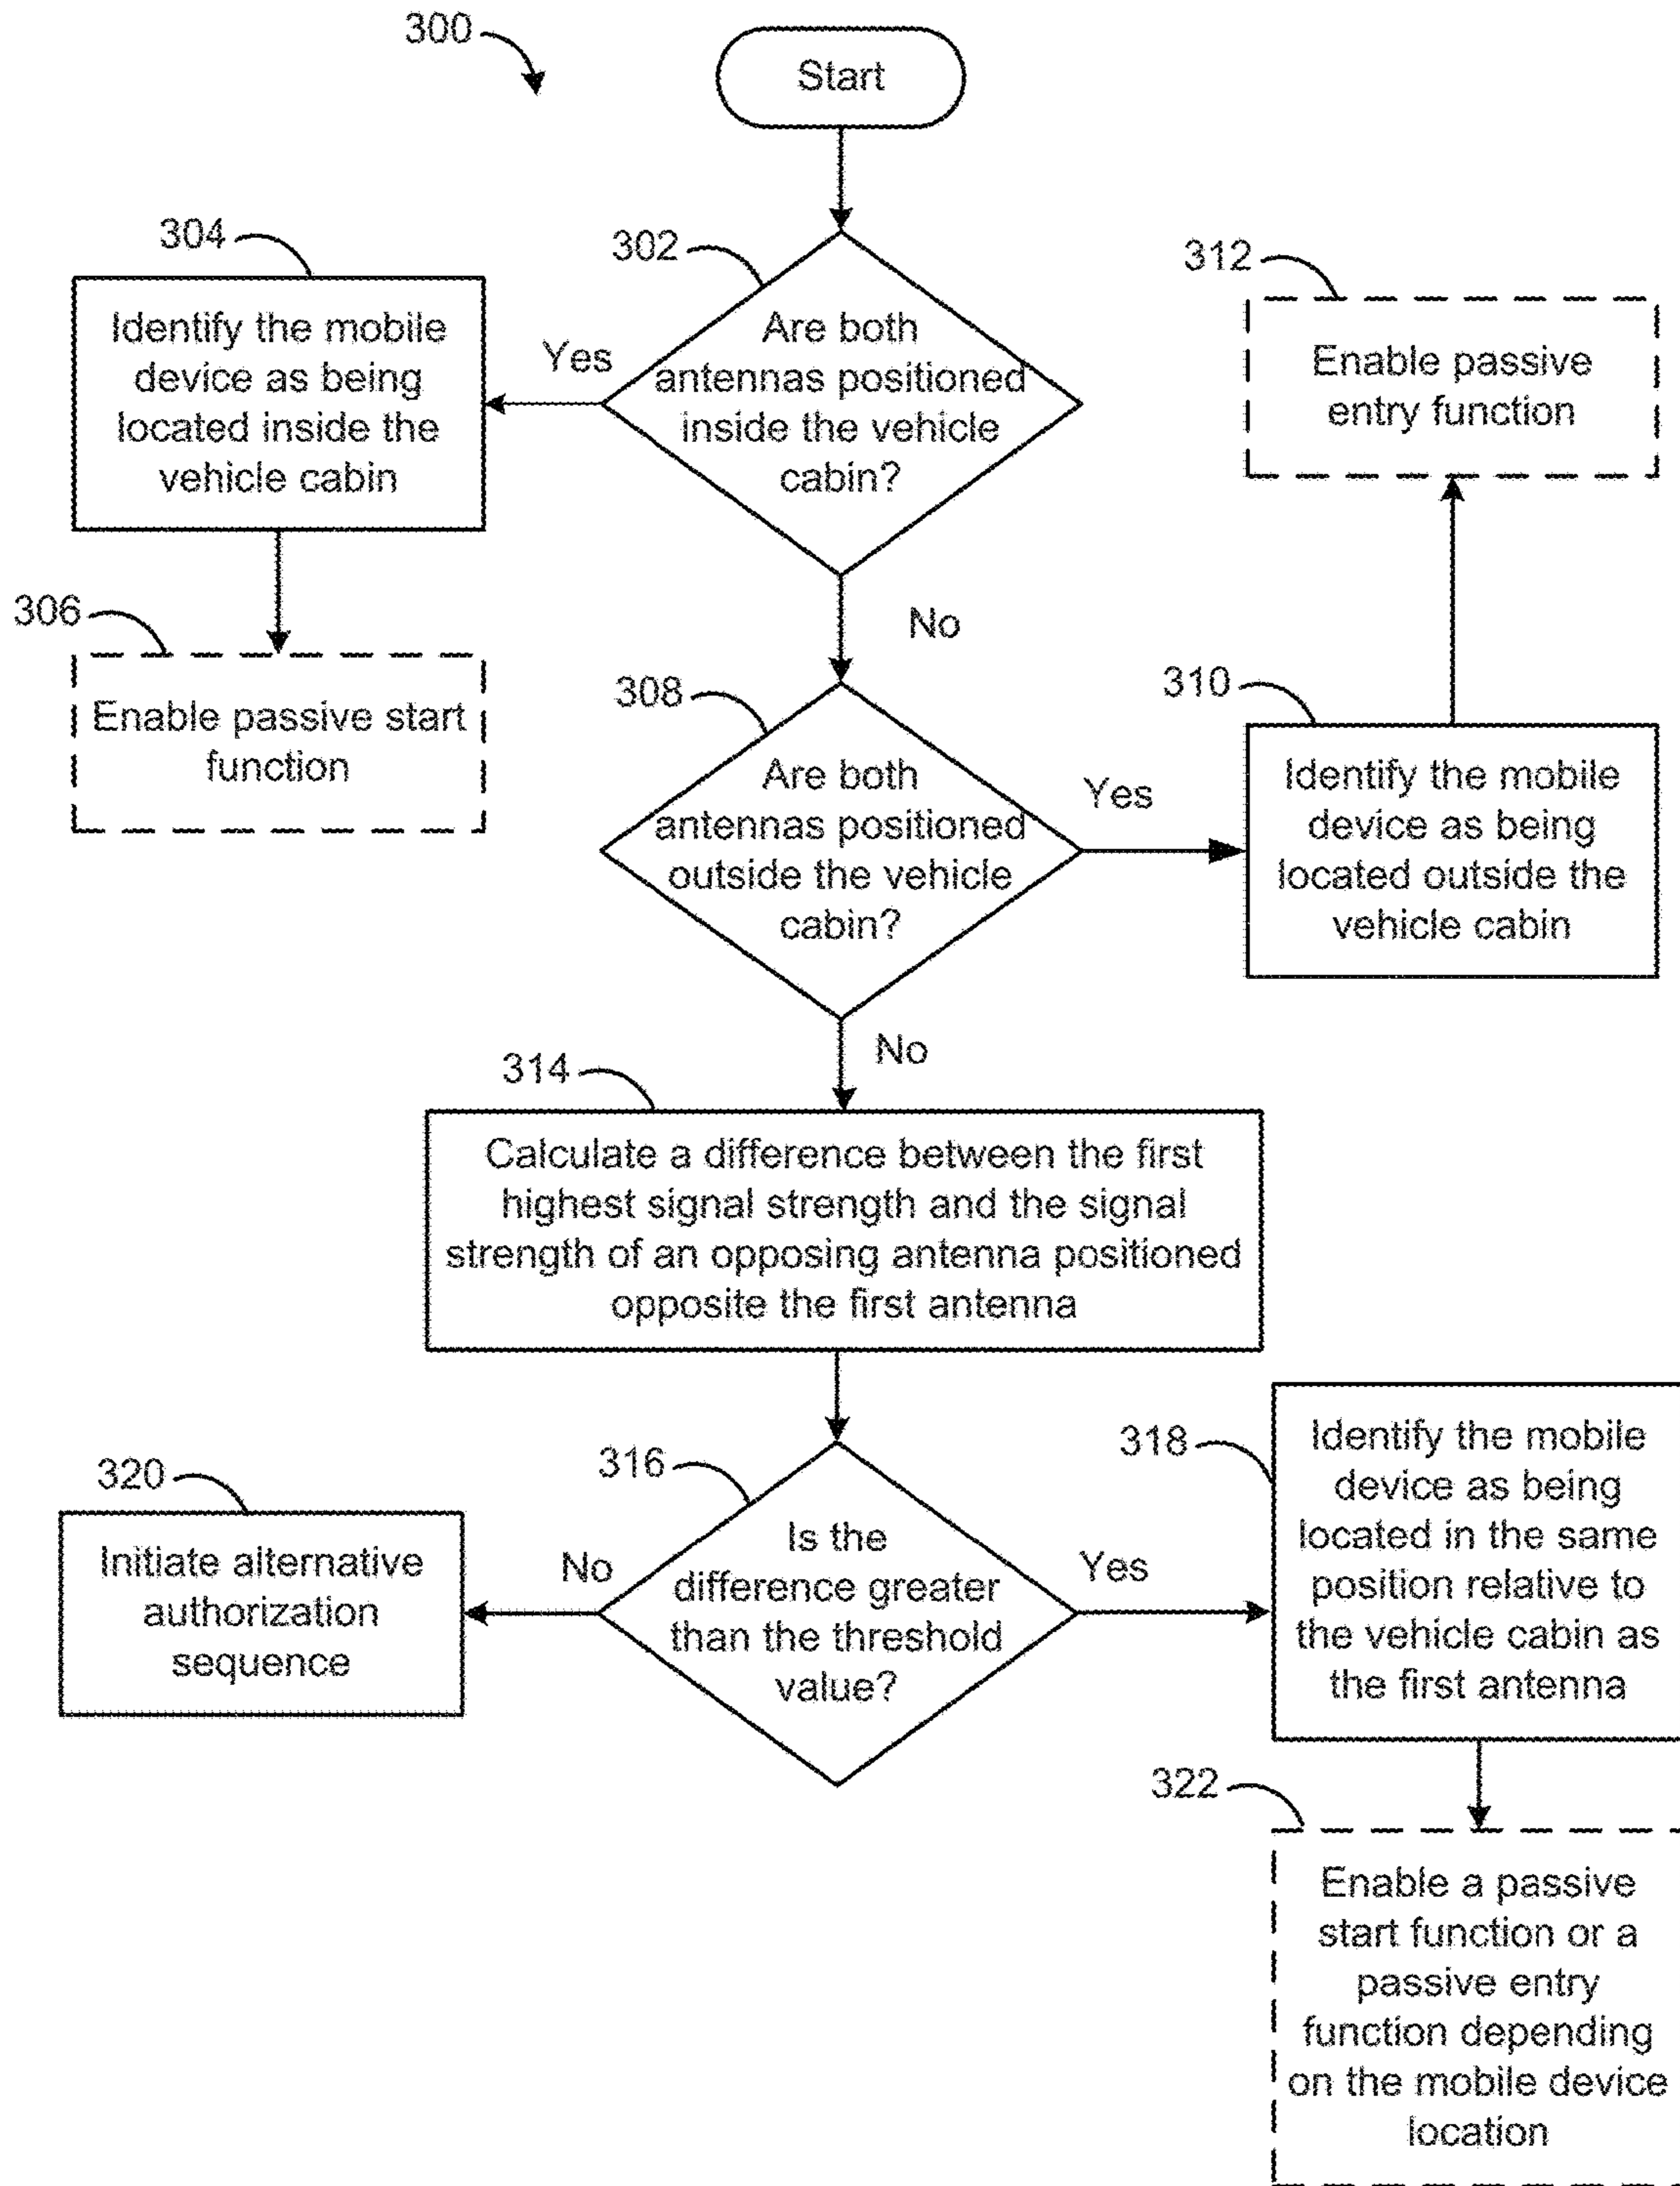 300
Start
304
Identify the mobile
device as being
located inside the
vehicle cabin
302
Are both
antennas positioned
inside the vehicle
cabin?
Yes
No
306
Enable passive start
function
312
Enable passive
entry function
308
Are both
antennas positioned
outside the vehicle
cabin?
Yes
No
310
Identify the mobile
device as being
located outside the
vehicle cabin
314
Calculate a difference between the first
highest signal strength and the signal
strength of an opposing antenna positioned
opposite the first antenna
316
Is the
difference greater
than the threshold
value?
No
Yes
320
Initiate alternative
authorization
sequence
318
Identify the mobile
device as being
located in the same
position relative to
the vehicle cabin as
the first antenna
322
Enable a passive
start function or a
passive entry
function depending
on the mobile device
location